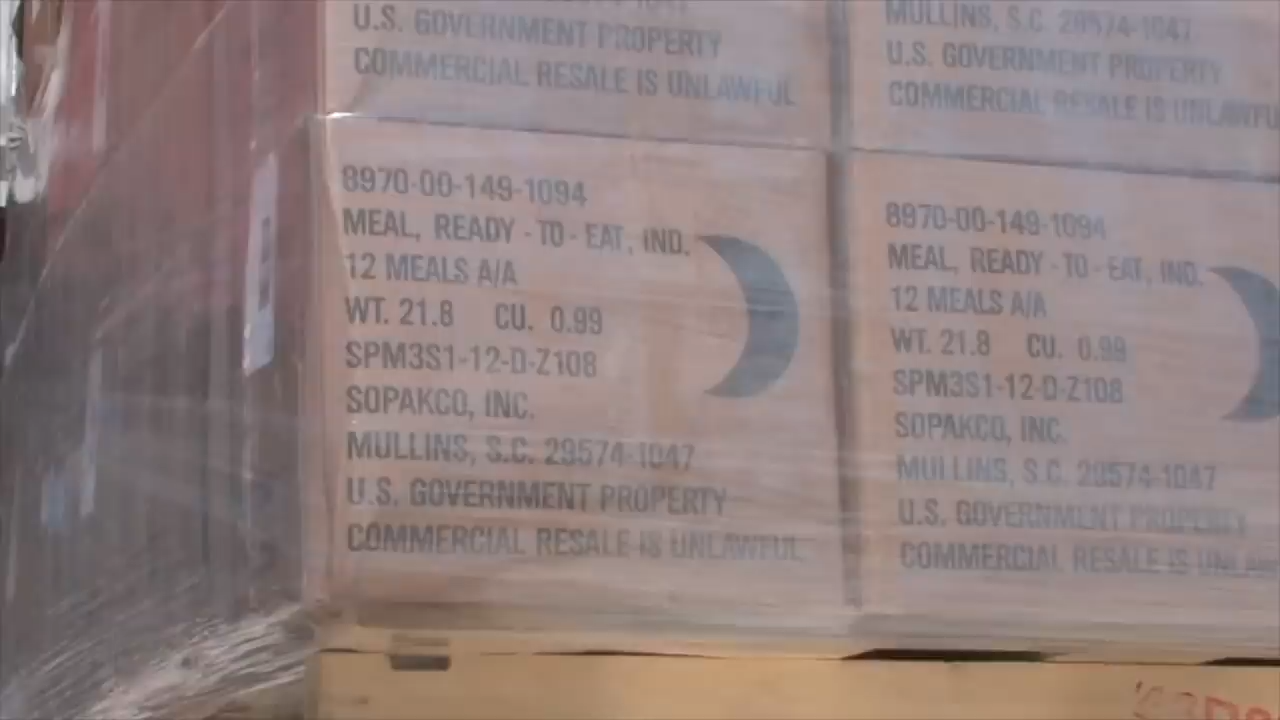 U.S. GOVERNMENT PROPERTY
COMMERCIAL RESALE IS UNLAWFUL
MULLINS, S.C. 29574-1047
U.S. GOVERNMENT PROPERTY
COMMERCIAL RESALE IS UNLAWFU
8970-00-149-1094
MEAL, READY - TO - EAT, IND.
12 MEALS A/A
WT. 21.8 CU. 0.99
SPM3S1-12-D-Z108
SOPAKCO, INC.
MULLINS, S.C. 29574-1047
U.S. GOVERNMENT PROPERTY
COMMERCIAL RESALE IS UNLAWFUL
8970-00-149-1094
MEAL, READY - TO - EAT, IND.
12 MEALS A/A
WT. 21.8 CU. 0.99
SPM3S1-12-D-Z108
SOPAKCO, INC.
MULLINS, S.C. 29574-1047
U.S. GOVERNMENT PROPERTY
COMMERCIAL RESALE IS